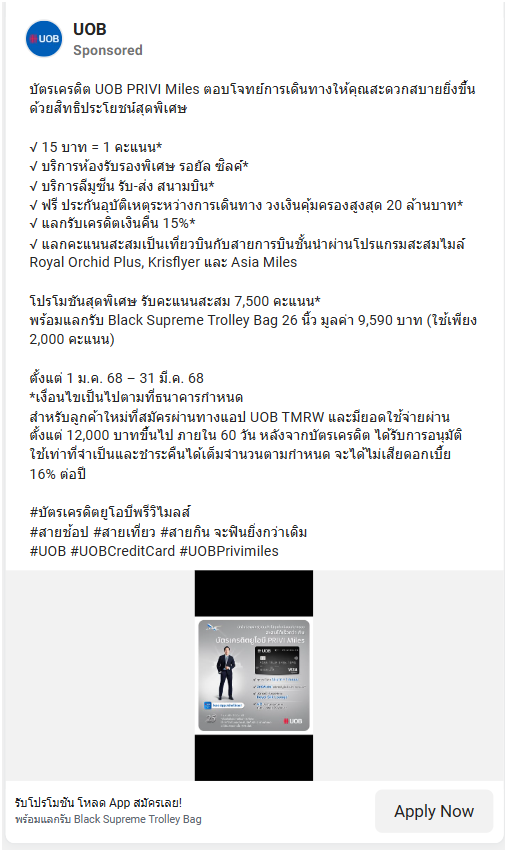 UOB
Sponsored
UOB
บัตรเครดิต UOB PRIVI Miles ตอบโจทย์การเดินทางให้คุณสะดวกสบายยิ่งขึ้น
ด้วยสิทธิประโยชน์สุดพิเศษ
√ 15 บาท = 1 คะแนน*
√ บริการห้องรับรองพิเศษ รอยัล ซิลค์*
√ บริการลีมูซีน รับ-ส่ง สนามบิน*
√ ฟรี ประกันอุบัติเหตุระหว่างการเดินทาง วงเงินคุ้มครองสูงสุด 20 ล้านบาท*
√ แลกรับเครดิตเงินคืน 15%*
√ แลกคะแนนสะสมเป็นเที่ยวบินกับสายการบินชั้นนำผ่านโปรแกรมสะสมไมล์
Royal Orchid Plus, Krisflyer และ Asia Miles
โปรโมชันสุดพิเศษ รับคะแนนสะสม 7,500 คะแนน*
พร้อมแลกรับ Black Supreme Trolley Bag 26 นิ้ว มูลค่า 9,590 บาท (ใช้เพียง
2,000 คะแนน)
ตั้งแต่ 1 ม.ค. 68 – 31 มี.ค. 68
*เงื่อนไขเป็นไปตามที่ธนาคารกำหนด
สำหรับลูกค้าใหม่ที่สมัครผ่านทางแอป UOB TMRW และมียอดใช้จ่ายผ่าน
ตั้งแต่ 12,000 บาทขึ้นไป ภายใน 60 วัน หลังจากบัตรเครดิต ได้รับการอนุมัติ
ใช้เท่าที่จำเป็นและชำระคืนได้เต็มจำนวนตามกำหนด จะได้ไม่เสียดอกเบี้ย
16% ต่อปี
#บัตรเครดิตยูโอบีพรีวิไมลส์
#สายช้อป #สายเที่ยว #สายกิน จะฟินยิ่งกว่าเดิม
#UOB #UOBCreditCard #UOBPrivimiles
บัตรเครดิตยูโอบี PRIVI Miles
UOB
VISA
UOB
รับโปรโมชัน โหลด App สมัครเลย!
พร้อมแลกรับ Black Supreme Trolley Bag
Apply Now